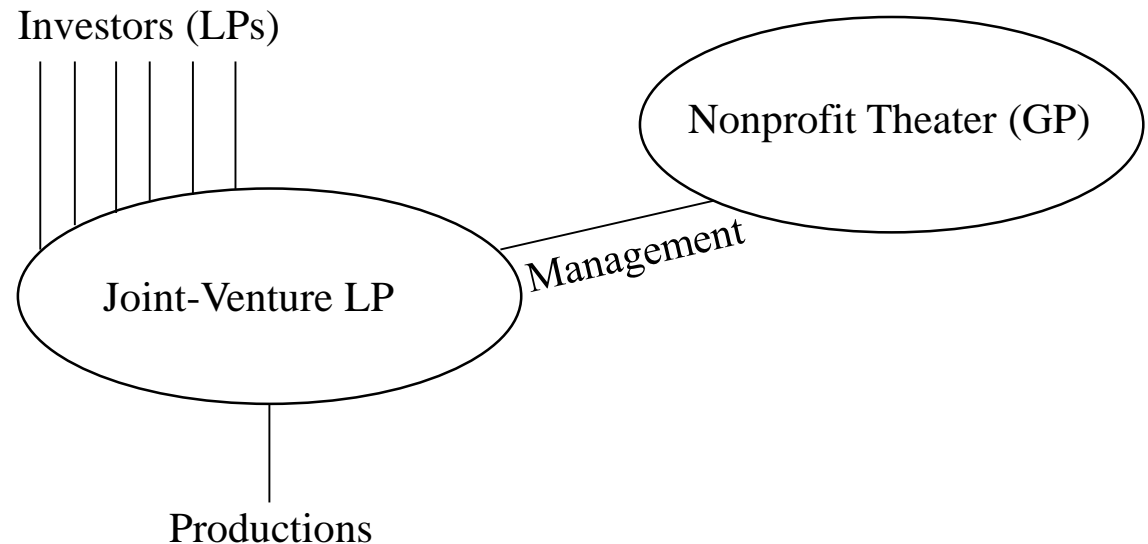 Investors (LPs)
Nonprofit Theater (GP)
Management
Joint-Venture LP
Productions